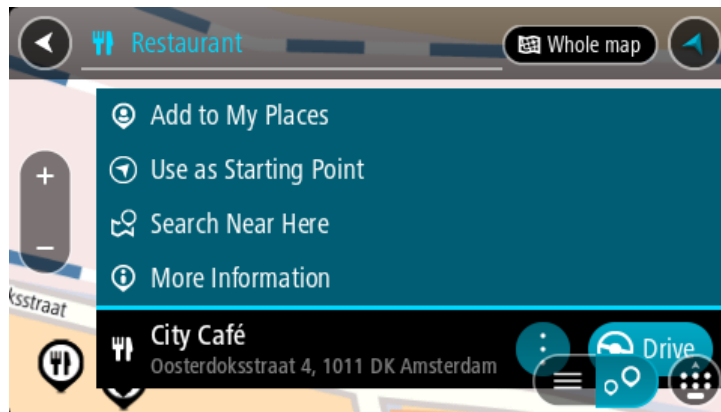 Restaurant
Whole map
Add to My Places
Use as Starting Point
Search Near Here
More Information
ksstraat
City Café
Drive
Oosterdoksstraat 4, 1011 DK Amsterdam